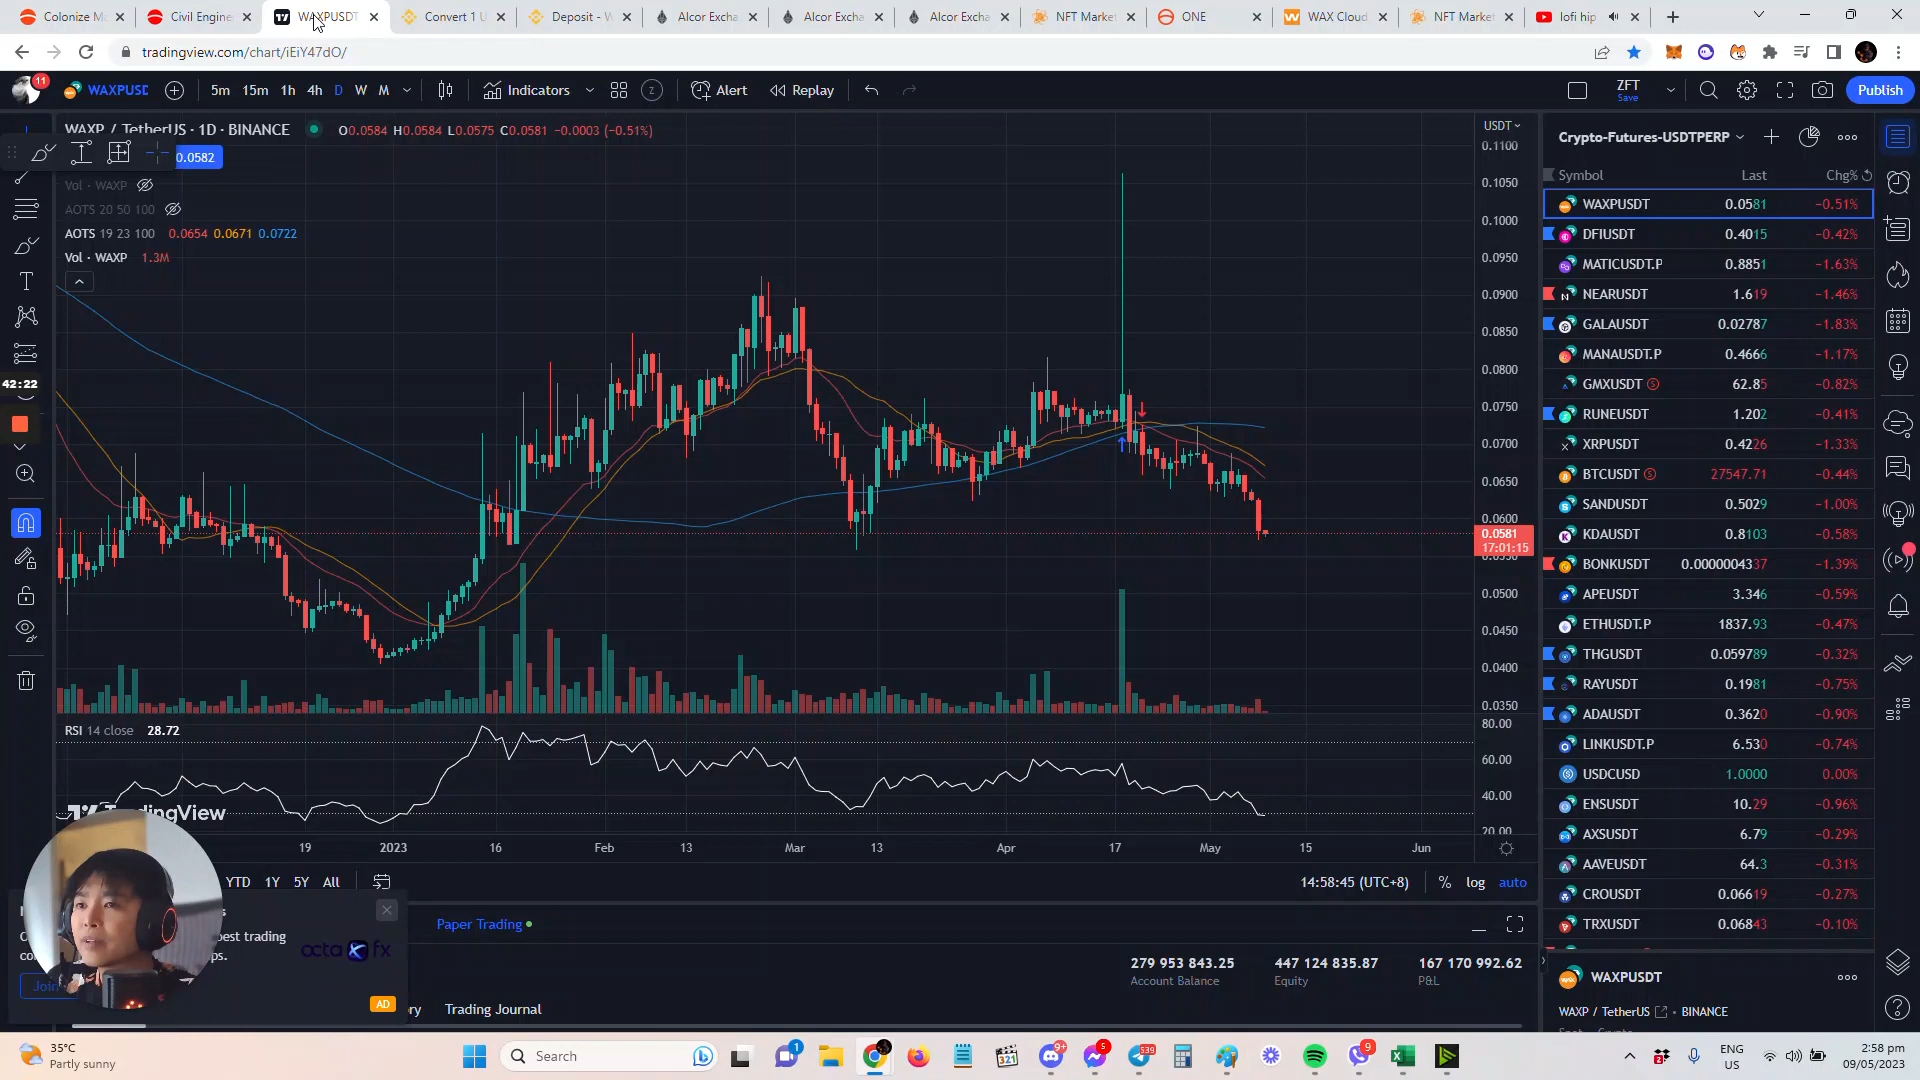 Colonize M
Civil Engine
WAXPUSDT
Convert 1 U
Deposit - W
Alcor Excha
Alcor Excha
Alcor Excha
NFT Market
ONE
WAX Cloud
NFT Market
lofi hip
tradingview.com/chart/iEiY47dO/
11
WAXPUSD
5m 15m 1h 4h D W M
Indicators
Alert
Replay
ZFT
Save
Publish
WAXP / TetherUS · 1D · BINANCE
O0.0584 H0.0584 L0.0575 C0.0581 −0.0003 (−0.51%)
0.0582
Vol · WAXP
AOTS 20 50 100
AOTS 19 23 100 0.0654 0.0671 0.0722
Vol · WAXP 1.3M
42:22
USDT
0.1100
0.1050
0.1000
0.0950
0.0900
0.0850
0.0800
0.0750
0.0700
0.0650
0.0600
0.0581
17:01:15
0.0500
0.0450
0.0400
0.0350
80.00
60.00
40.00
20.00
RSI 14 close 28.72
TradingView
19 2023 16 Feb 13 Mar 13 Apr 17 May 15 Jun
YTD 1Y 5Y All
14:58:45 (UTC+8) % log auto
Paper Trading
279 953 843.25
Account Balance
447 124 835.87
Equity
167 170 992.62
P&L
Trading Journal
best trading
octa fx
Join
AD
Crypto-Futures-USDTPERP
Symbol Last Chg%
WAXPUSDT 0.0581 −0.51%
DFIUSDT 0.4015 −0.42%
MATICUSDT.P 0.8851 −1.63%
NEARUSDT 1.619 −1.46%
GALAUSDT 0.02787 −1.83%
MANAUSDT.P 0.4666 −1.17%
GMXUSDT 62.85 −0.82%
RUNEUSDT 1.202 −0.41%
XRPUSDT 0.4226 −1.33%
BTCUSDT 27547.71 −0.44%
SANDUSDT 0.5029 −1.00%
KDAUSDT 0.8103 −0.58%
BONKUSDT 0.00000004337 −1.39%
APEUSDT 3.346 −0.59%
ETHUSDT.P 1837.93 −0.47%
THGUSDT 0.059789 −0.32%
RAYUSDT 0.1981 −0.75%
ADAUSDT 0.3620 −0.90%
LINKUSDT.P 6.530 −0.74%
USDCUSD 1.0000 0.00%
ENSUSDT 10.29 −0.96%
AXSUSDT 6.79 −0.29%
AAVEUSDT 64.3 −0.31%
CROUSDT 0.06619 −0.27%
TRXUSDT 0.06843 −0.10%
WAXPUSDT
WAXP / TetherUS · BINANCE
35°C
Partly sunny
Search
ENG
US
2:58 pm
09/05/2023